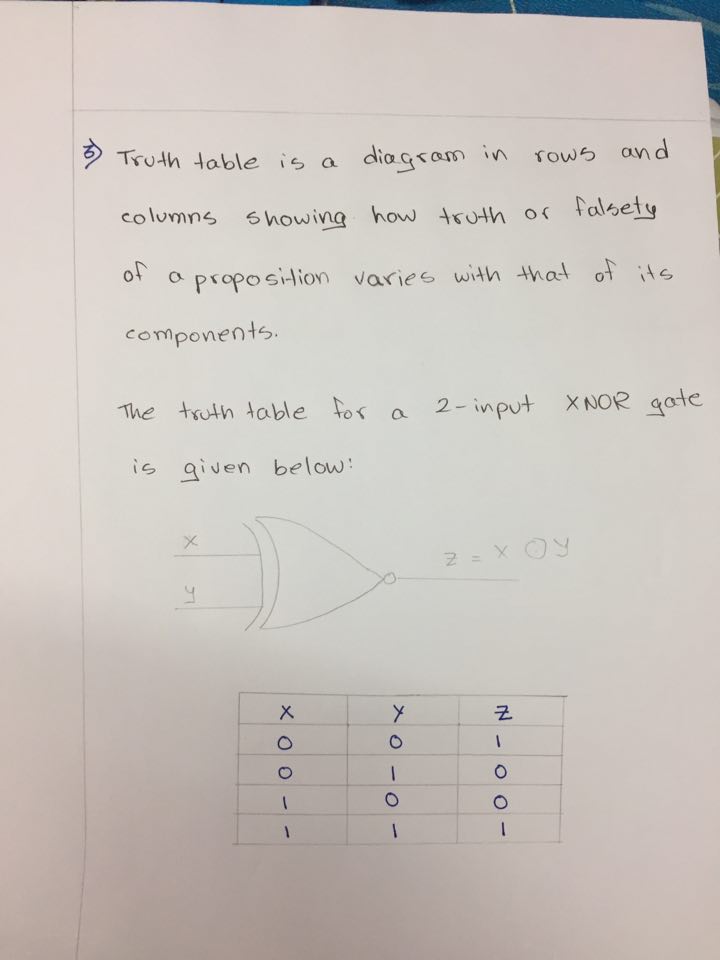 3) Truth table is a diagram in rows and
columns showing how truth or falsety
of a proposition varies with that of its
components.
The truth table for a 2-input XNOR gate
is given below:
x
y
z = x ⊙ y
X Y Z
0 0 1
0 1 0
1 0 0
1 1 1